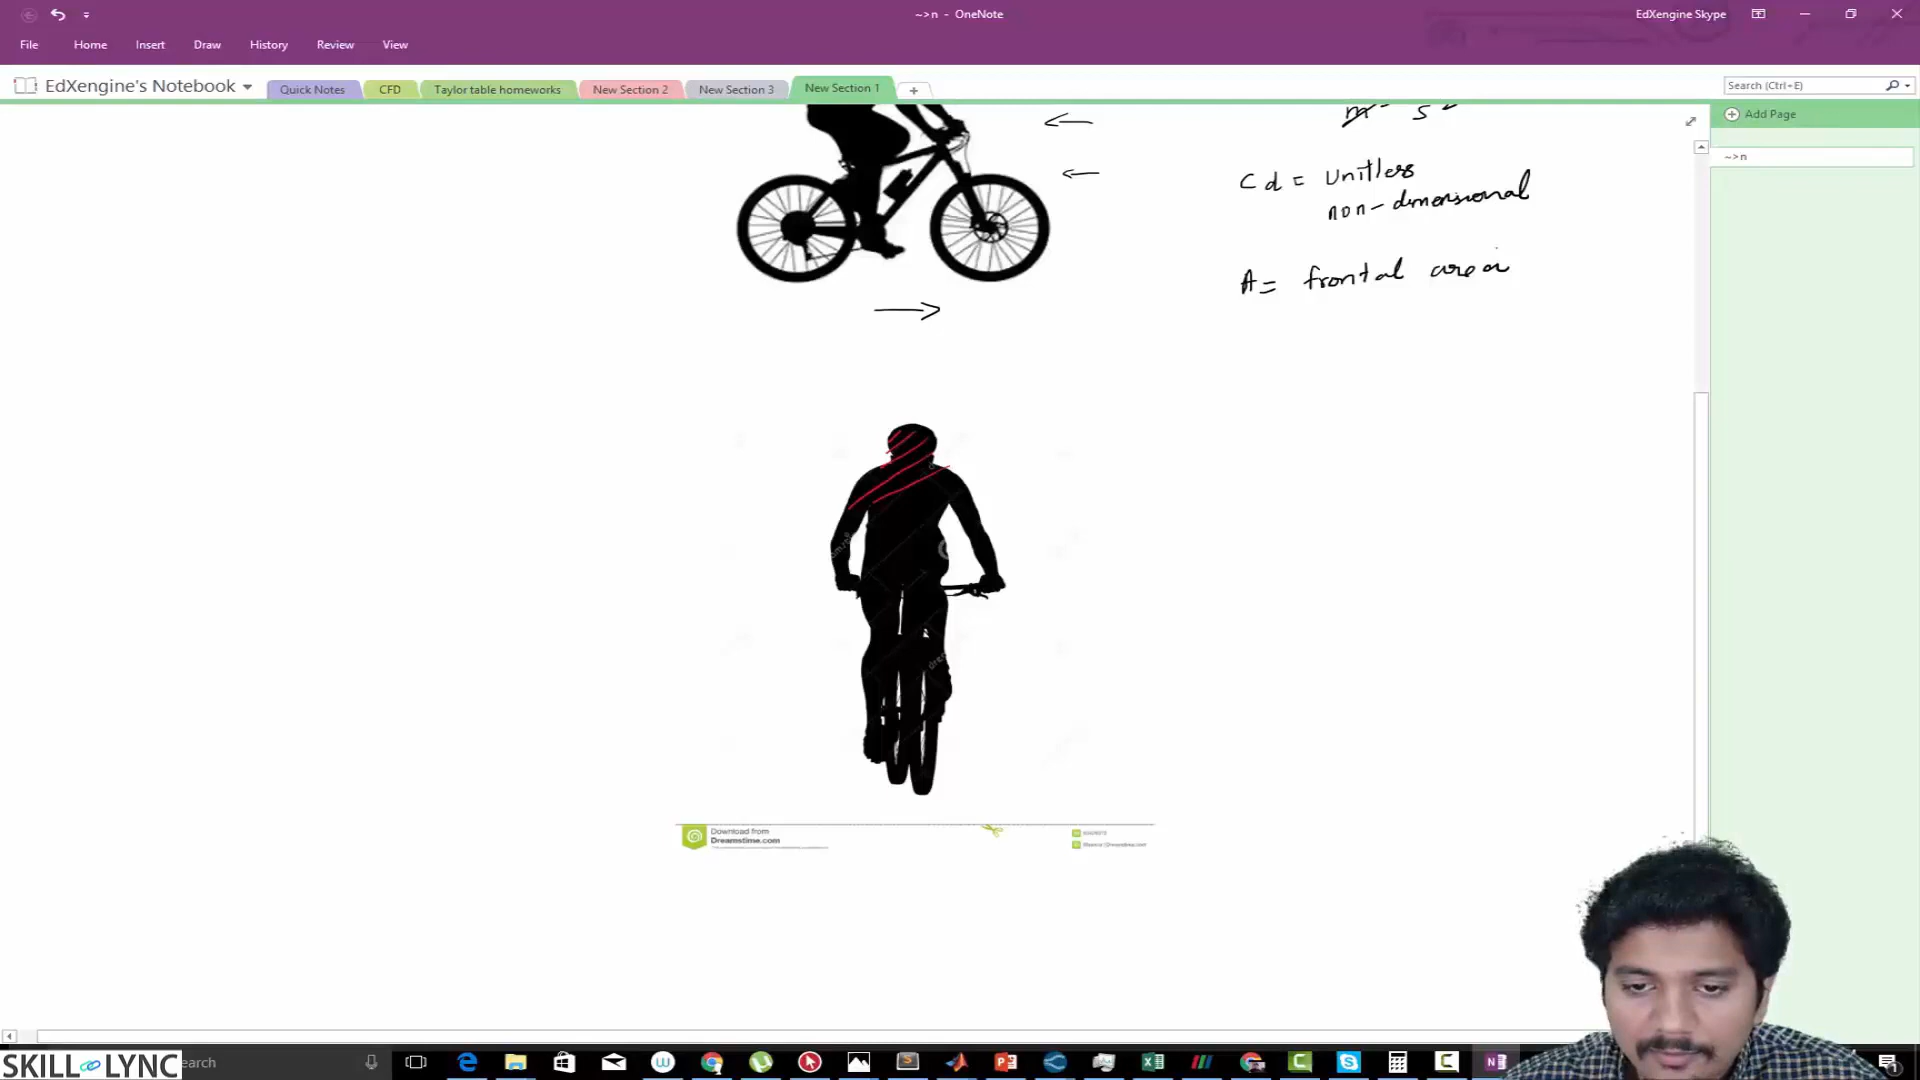 ~>n - OneNote
EdXengine Skype
File Home Insert Draw History Review View
EdXengine's Notebook
Quick Notes CFD Taylor table homeworks New Section 2 New Section 3 New Section 1
Search (Ctrl+E)
Add Page
~>n
Cd = Unitless
non-dimensional
A = frontal area
Download from
Dreamstime.com
SKILL LYNC
earch